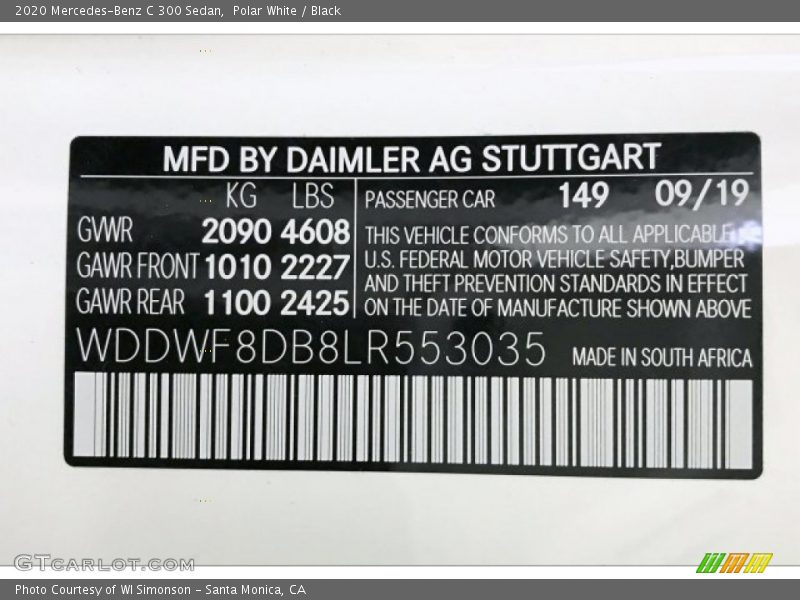 2020 Mercedes-Benz C 300 Sedan,  Polar White / Black
MFD BY DAIMLER AG STUTTGART
KG LBS
GWWR 2090 4608
GAWR FRONT 1010 2227
GAWR REAR 1100 2425
PASSENGER CAR 149 09/19
THIS VEHICLE CONFORMS TO ALL APPLICABLE
U.S. FEDERAL MOTOR VEHICLE SAFETY,BUMPER
AND THEFT PREVENTION STANDARDS IN EFFECT
ON THE DATE OF MANUFACTURE SHOWN ABOVE
WDDWF8DB8LR553035 MADE IN SOUTH AFRICA
GTCARLOT.COM
Photo Courtesy of WI Simonson - Santa Monica, CA